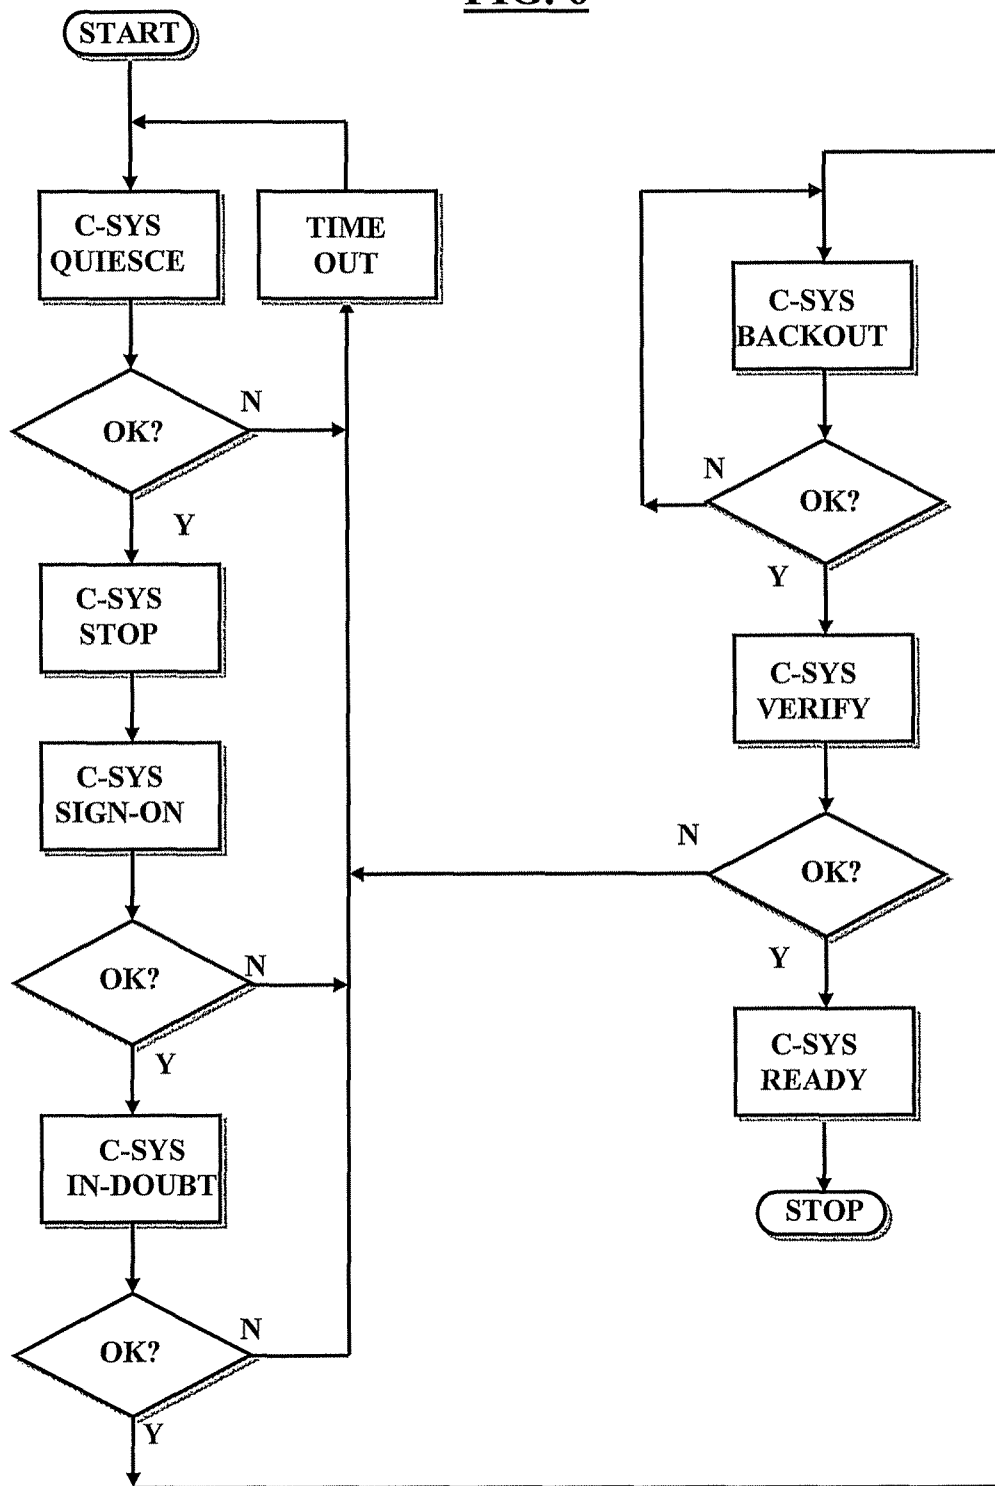 START
C-SYS
QUIESCE
TIME
OUT
OK?
N
Y
C-SYS
STOP
C-SYS
SIGN-ON
OK?
N
Y
C-SYS
IN-DOUBT
OK?
N
Y
C-SYS
BACKOUT
OK?
N
Y
C-SYS
VERIFY
OK?
N
Y
C-SYS
READY
STOP